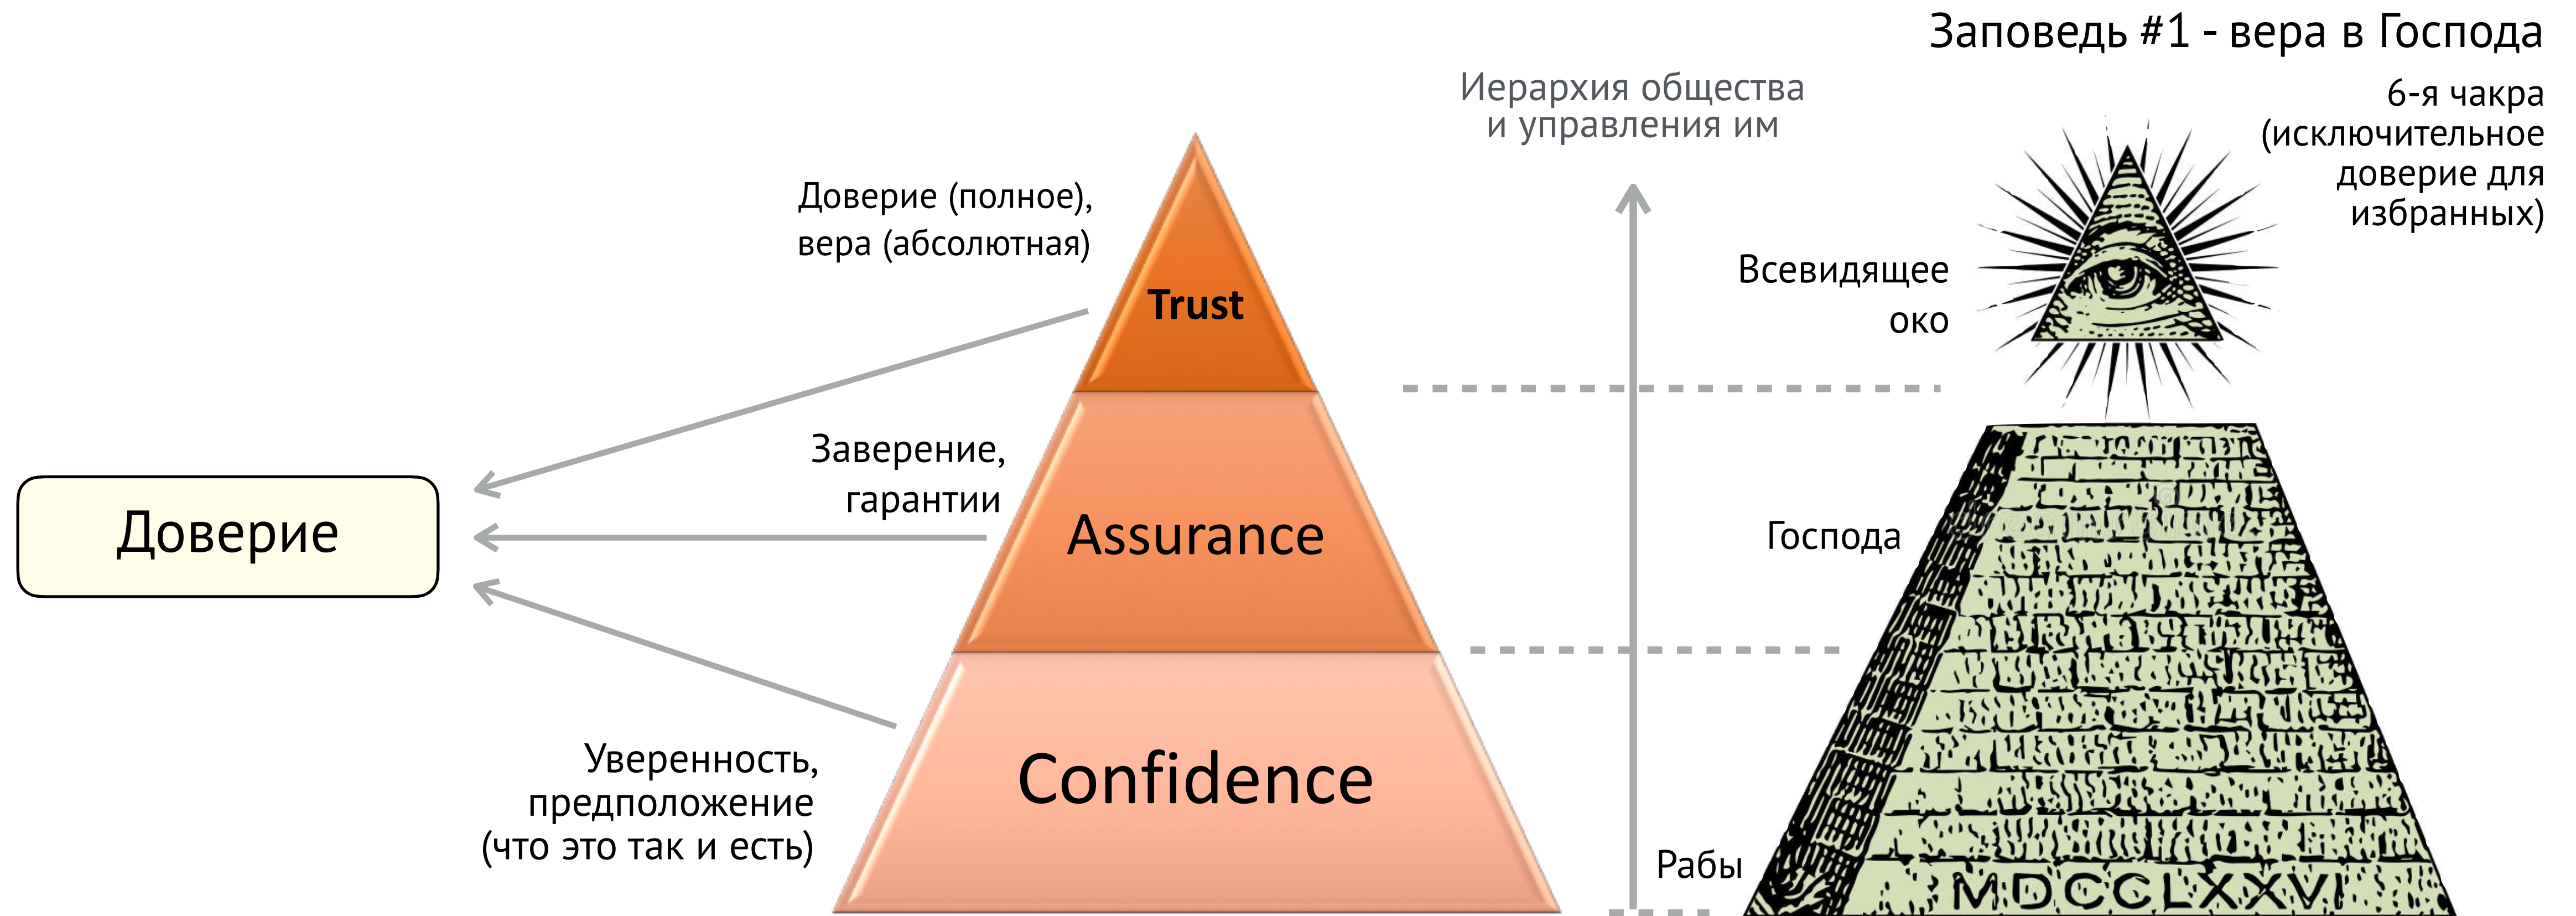 Заповедь #1 - вера в Господа
6-я чакра
(исключительное
доверие для
избранных)
Иерархия общества
и управления им
Доверие (полное),
вера (абсолютная)
Trust
Всевидящее
око
Заверение,
гарантии
Assurance
Господа
Доверие
Уверенность,
предположение
(что это так и есть)
Confidence
Рабы
MDCCLXXVI